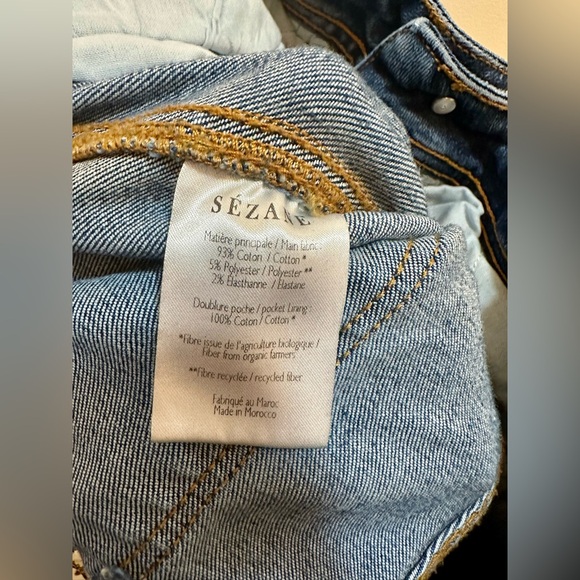 SÉZANE
Matière principale / Main fabric :
93% Coton / Cotton *
5% Polyester / Polyester **
2% Élasthanne / Elastane
Doublure poche / pocket Lining :
100% Coton / Cotton *
*Fibre issue de l'agriculture biologique /
Fiber from organic farmers
**Fibre recyclée / recycled fiber
Fabriqué au Maroc
Made in Morocco